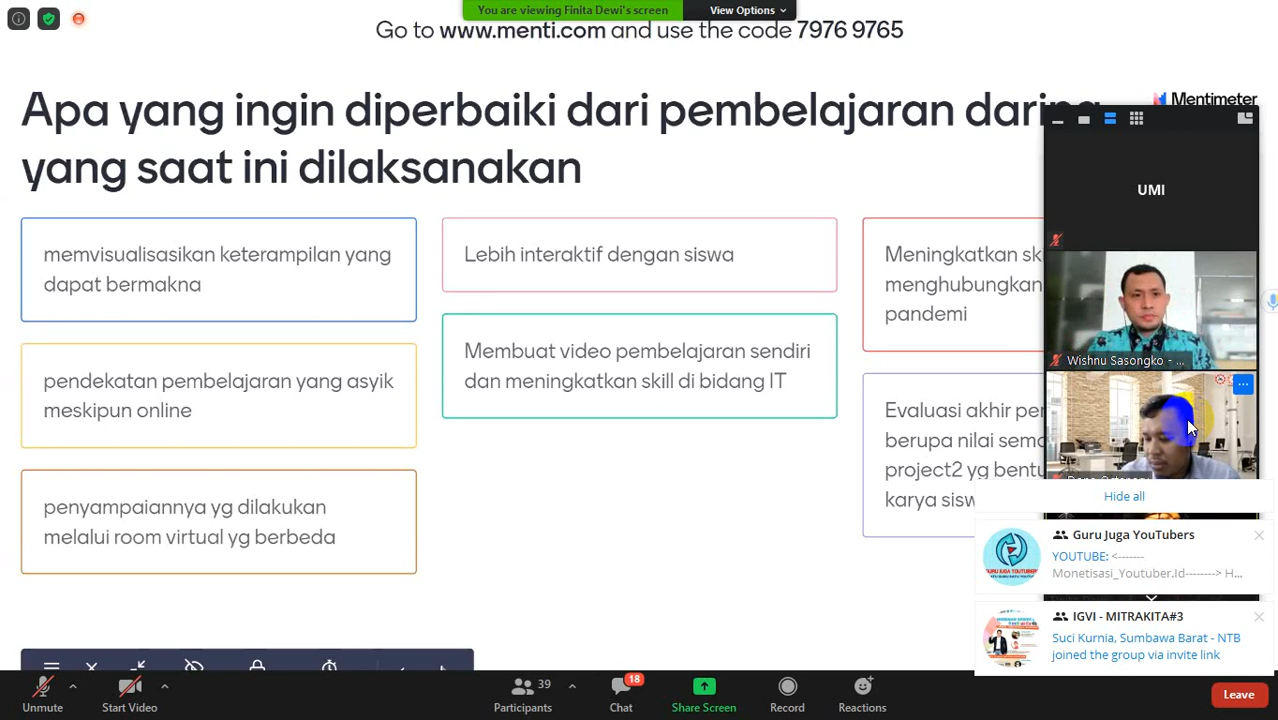 You are viewing Finita Dewi's screen
View Options
Go to www.menti.com and use the code 7976 9765
Apa yang ingin diperbaiki dari pembelajaran daring
yang saat ini dilaksanakan
Mentimeter
memvisualisasikan keterampilan yang
dapat bermakna
pendekatan pembelajaran yang asyik
meskipun online
penyampaiannya yg dilakukan
melalui room virtual yg berbeda
Lebih interaktif dengan siswa
Membuat video pembelajaran sendiri
dan meningkatkan skill di bidang IT
Meningkatkan sk
menghubungkan
pandemi
Evaluasi akhir per
berupa nilai sem
project2 yg bentu
karya sisw
UMI
Wishnu Sasongko - ...
Hide all
Guru Juga YouTubers
YOUTUBE: <-------
Monetisasi_Youtuber.Id--------> H...
IGVI - MITRAKITA#3
Suci Kurnia, Sumbawa Barat - NTB
joined the group via invite link
Unmute
Start Video
39
Participants
18
Chat
Share Screen
Record
Reactions
Leave